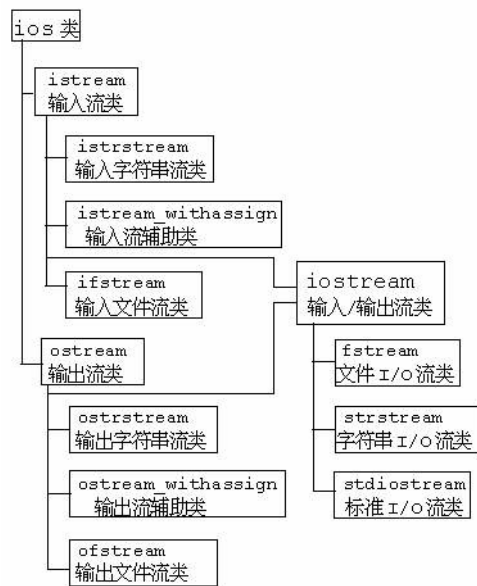 ios 类
istream
输入流类
istrstream
输入字符串流类
istream_withassign
输入流辅助类
ifstream
输入文件流类
iostream
输入/输出流类
ostream
输出流类
fstream
文件I/O流类
ostrstream
输出字符串流类
strstream
字符串I/O流类
ostream_withassign
输出流辅助类
stdiostream
标准I/O流类
ofstream
输出文件流类